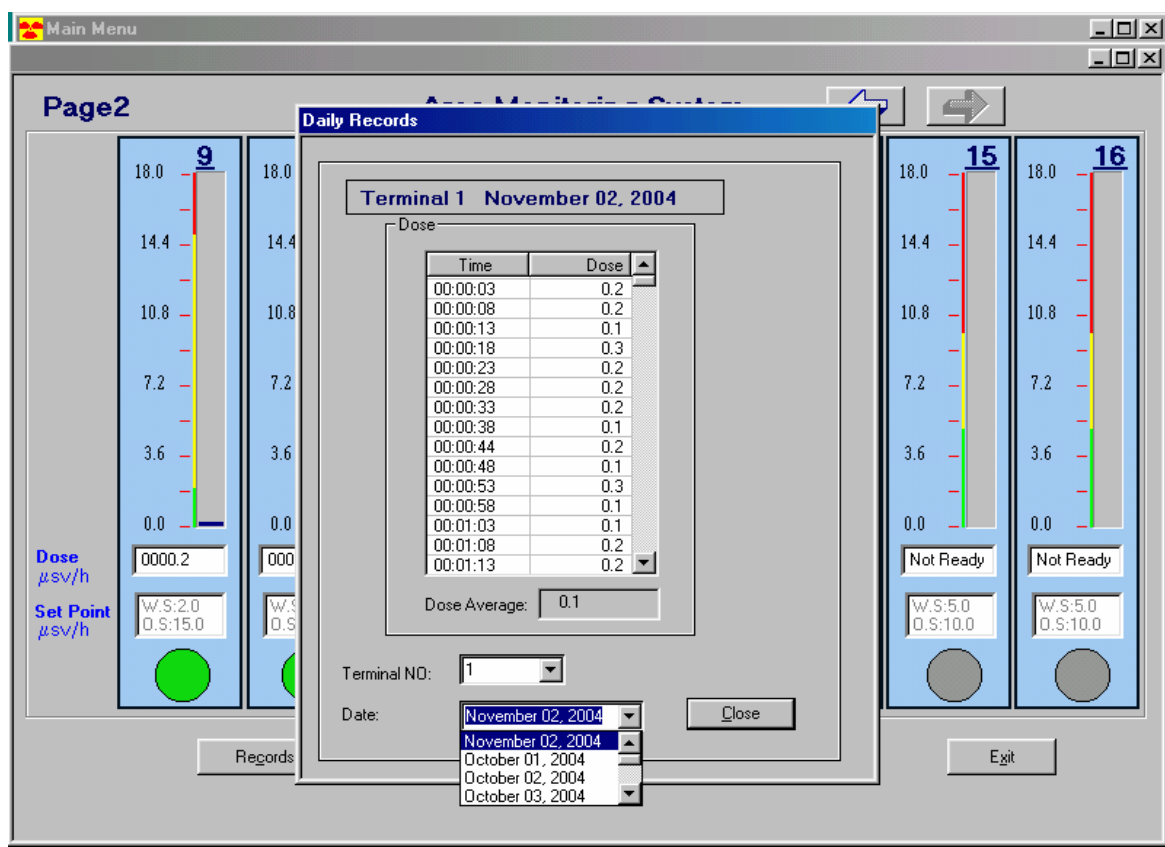 Main Menu
Page2
Daily Records
Terminal 1 November 02, 2004
Dose
Time Dose
00:00:03 0.2
00:00:08 0.2
00:00:13 0.1
00:00:18 0.3
00:00:23 0.2
00:00:28 0.2
00:00:33 0.2
00:00:38 0.1
00:00:44 0.2
00:00:48 0.1
00:00:53 0.3
00:00:58 0.1
00:01:03 0.1
00:01:08 0.2
00:01:13 0.2
Dose Average: 0.1
Terminal NO: 1
Date: November 02, 2004
November 02, 2004
October 01, 2004
October 02, 2004
October 03, 2004
Close
9
18.0
14.4
10.8
7.2
3.6
0.0
18.0
14.4
10.8
7.2
3.6
0.0
15
18.0
14.4
10.8
7.2
3.6
0.0
16
18.0
14.4
10.8
7.2
3.6
0.0
Dose
µsv/h
0000.2
000
Not Ready
Not Ready
Set Point
µsv/h
W.S:2.0
O.S:15.0
W.S:5.0
O.S:10.0
W.S:5.0
O.S:10.0
Records
Exit